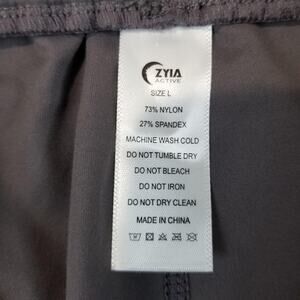 ZYIA
ACTIVE
SIZE L
73% NYLON
27% SPANDEX
MACHINE WASH COLD
DO NOT TUMBLE DRY
DO NOT BLEACH
DO NOT IRON
DO NOT DRY CLEAN
MADE IN CHINA